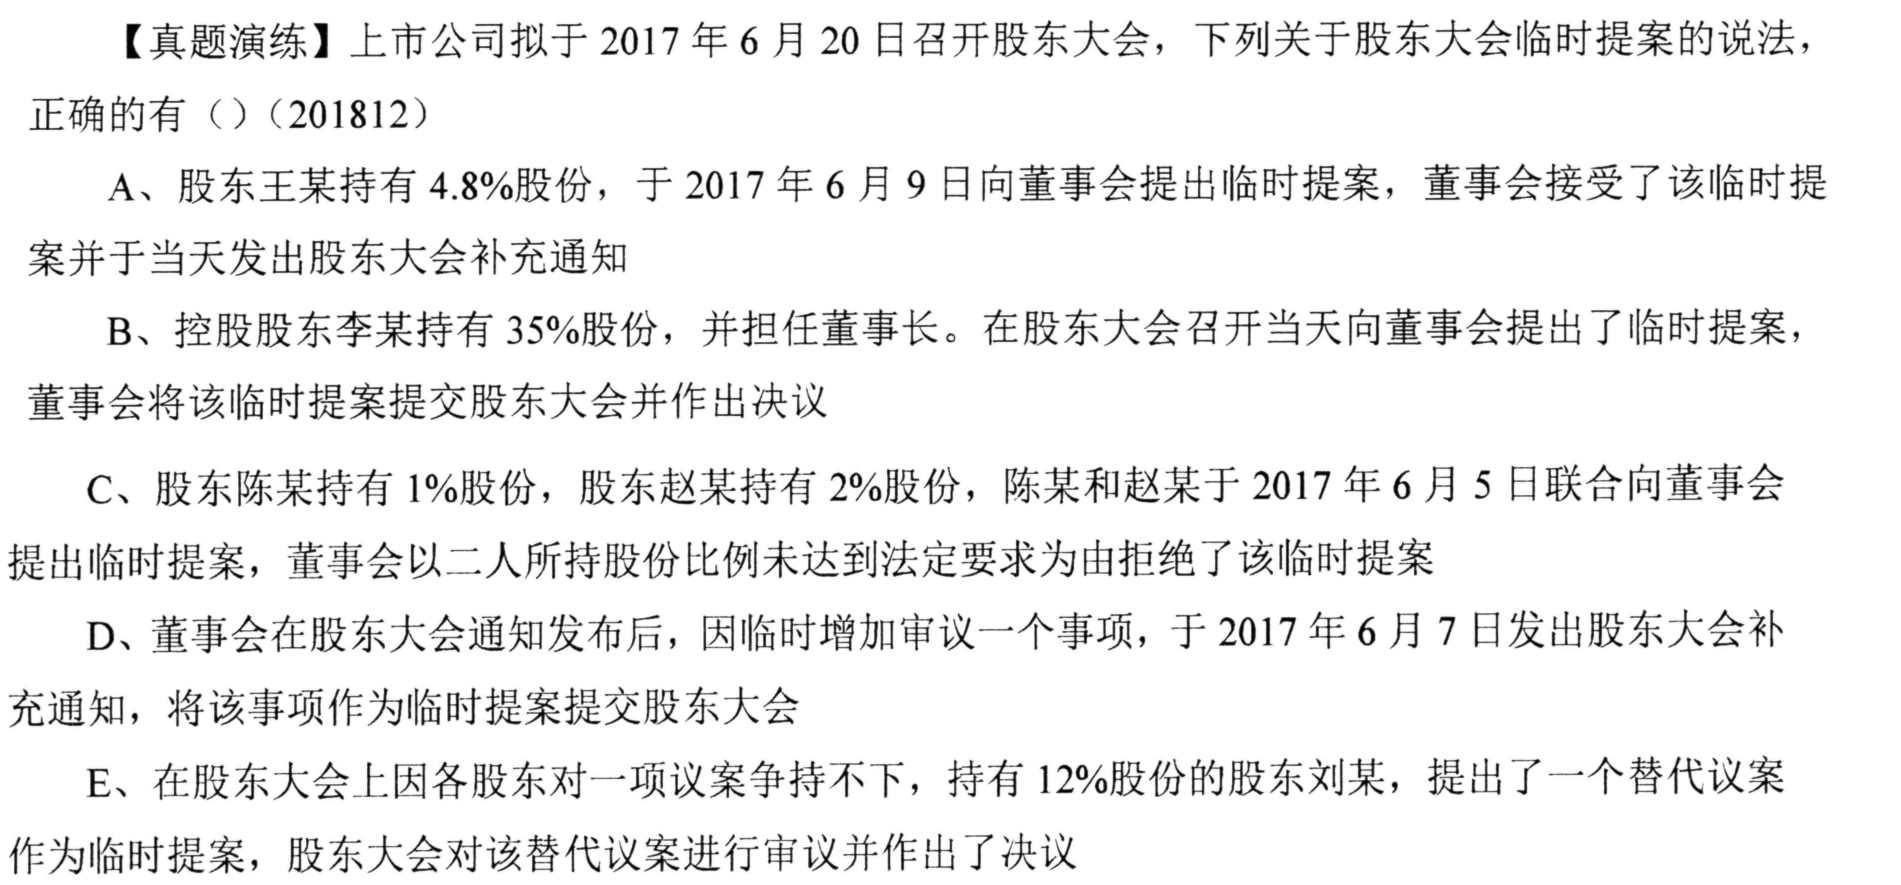 【真题演练】上市公司拟于 2017 年 6 月 20 日召开股东大会，下列关于股东大会临时提案的说法，
正确的有（）（201812）
A、股东王某持有 4.8%股份，于 2017 年 6 月 9 日向董事会提出临时提案，董事会接受了该临时提
案并于当天发出股东大会补充通知
B、控股股东李某持有 35%股份，并担任董事长。在股东大会召开当天向董事会提出了临时提案，
董事会将该临时提案提交股东大会并作出决议
C、股东陈某持有 1%股份，股东赵某持有 2%股份，陈某和赵某于 2017 年 6 月 5 日联合向董事会
提出临时提案，董事会以二人所持股份比例未达到法定要求为由拒绝了该临时提案
D、董事会在股东大会通知发布后，因临时增加审议一个事项，于 2017 年 6 月 7 日发出股东大会补
充通知，将该事项作为临时提案提交股东大会
E、在股东大会上因各股东对一项议案争持不下，持有 12%股份的股东刘某，提出了一个替代议案
作为临时提案，股东大会对该替代议案进行审议并作出了决议